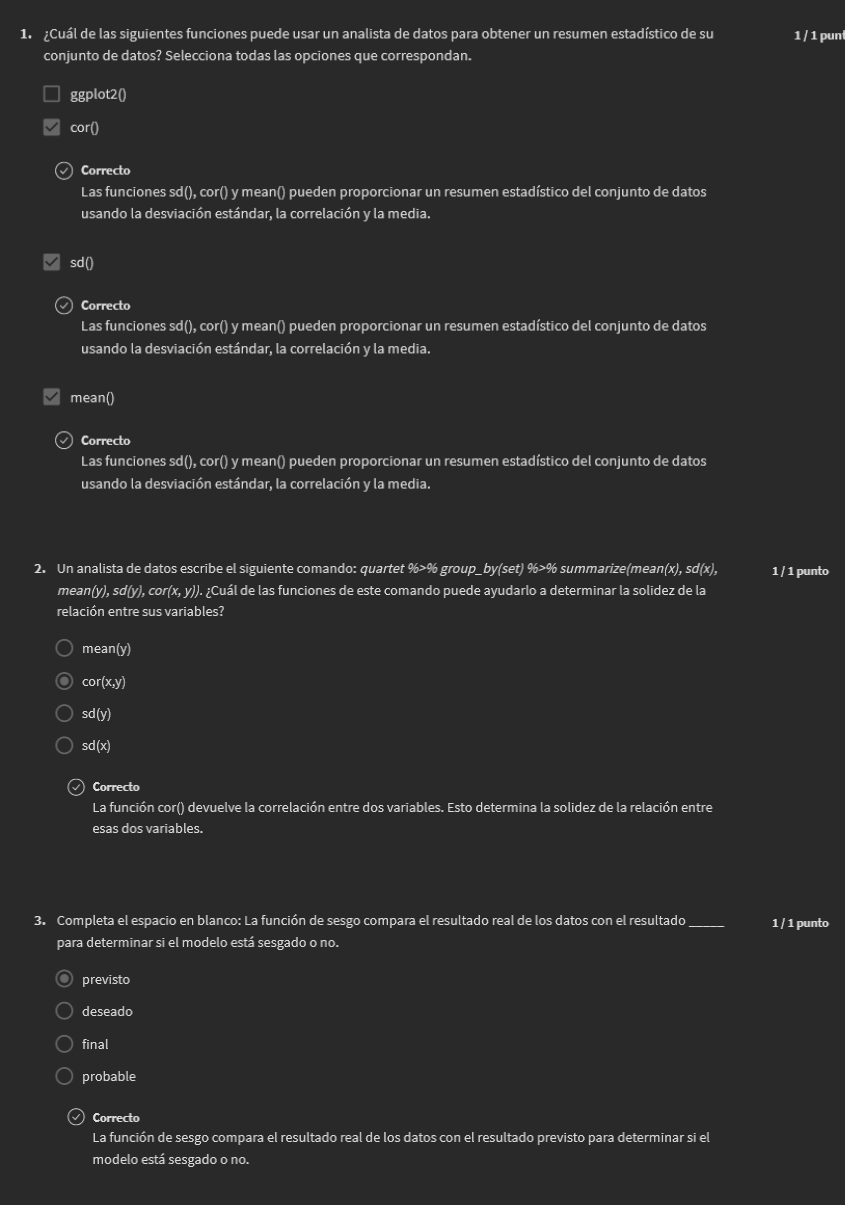 1. ¿Cuál de las siguientes funciones puede usar un analista de datos para obtener un resumen estadístico de su
1 / 1 punt
conjunto de datos? Selecciona todas las opciones que correspondan.
ggplot2()
cor()
Correcto
Las funciones sd(), cor() y mean() pueden proporcionar un resumen estadístico del conjunto de datos
usando la desviación estándar, la correlación y la media.
sd()
Correcto
Las funciones sd(), cor() y mean() pueden proporcionar un resumen estadístico del conjunto de datos
usando la desviación estándar, la correlación y la media.
mean()
Correcto
Las funciones sd(), cor() y mean() pueden proporcionar un resumen estadístico del conjunto de datos
usando la desviación estándar, la correlación y la media.
2. Un analista de datos escribe el siguiente comando: quartet %>% group_by(set) %>% summarize(mean(x), sd(x),
1 / 1 punto
mean(y), sd(y), cor(x, y)). ¿Cuál de las funciones de este comando puede ayudarlo a determinar la solidez de la
relación entre sus variables?
mean(y)
cor(x,y)
sd(y)
sd(x)
Correcto
La función cor() devuelve la correlación entre dos variables. Esto determina la solidez de la relación entre
esas dos variables.
3. Completa el espacio en blanco: La función de sesgo compara el resultado real de los datos con el resultado _____
1 / 1 punto
para determinar si el modelo está sesgado o no.
previsto
deseado
final
probable
Correcto
La función de sesgo compara el resultado real de los datos con el resultado previsto para determinar si el
modelo está sesgado o no.